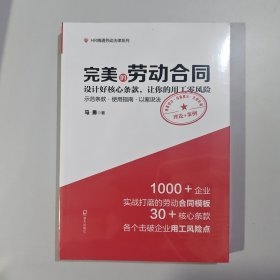 HR精通劳动法律系列
完美的劳动合同
设计好核心条款，让你的用工零风险
示范条款·使用指南·以案说法
马勇 著
理论+案例
1000+企业
实战打磨的劳动合同模板
30+核心条款
各个击破企业用工风险点